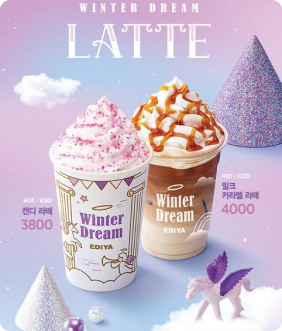 WINTER DREAM
LATTE
HOT / ICED
캔디 라떼
3800
HOT / ICED
밀크
카라멜 라떼
4000
Winter
Dream
EDIYA
Winter
Dream
EDIYA